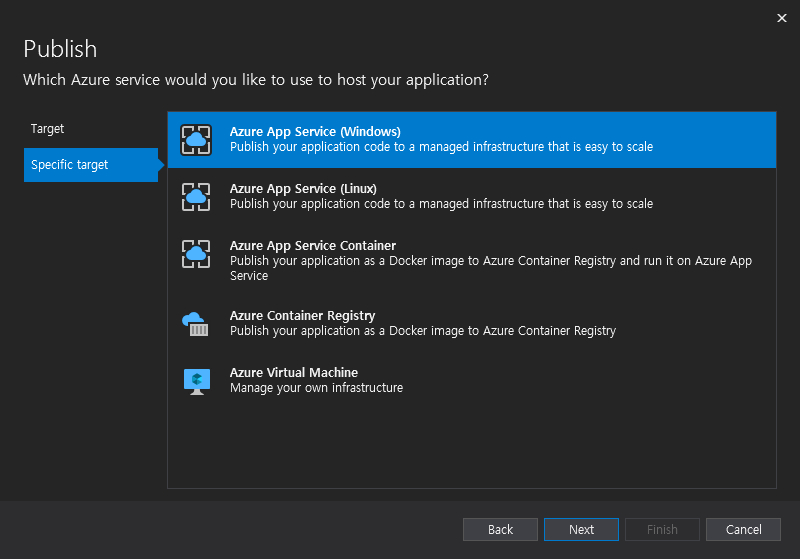 Publish
Which Azure service would you like to use to host your application?
Target
Specific target
Azure App Service (Windows)
Publish your application code to a managed infrastructure that is easy to scale
Azure App Service (Linux)
Publish your application code to a managed infrastructure that is easy to scale
Azure App Service Container
Publish your application as a Docker image to Azure Container Registry and run it on Azure App
Service
Azure Container Registry
Publish your application as a Docker image to Azure Container Registry
Azure Virtual Machine
Manage your own infrastructure
Back
Next
Finish
Cancel